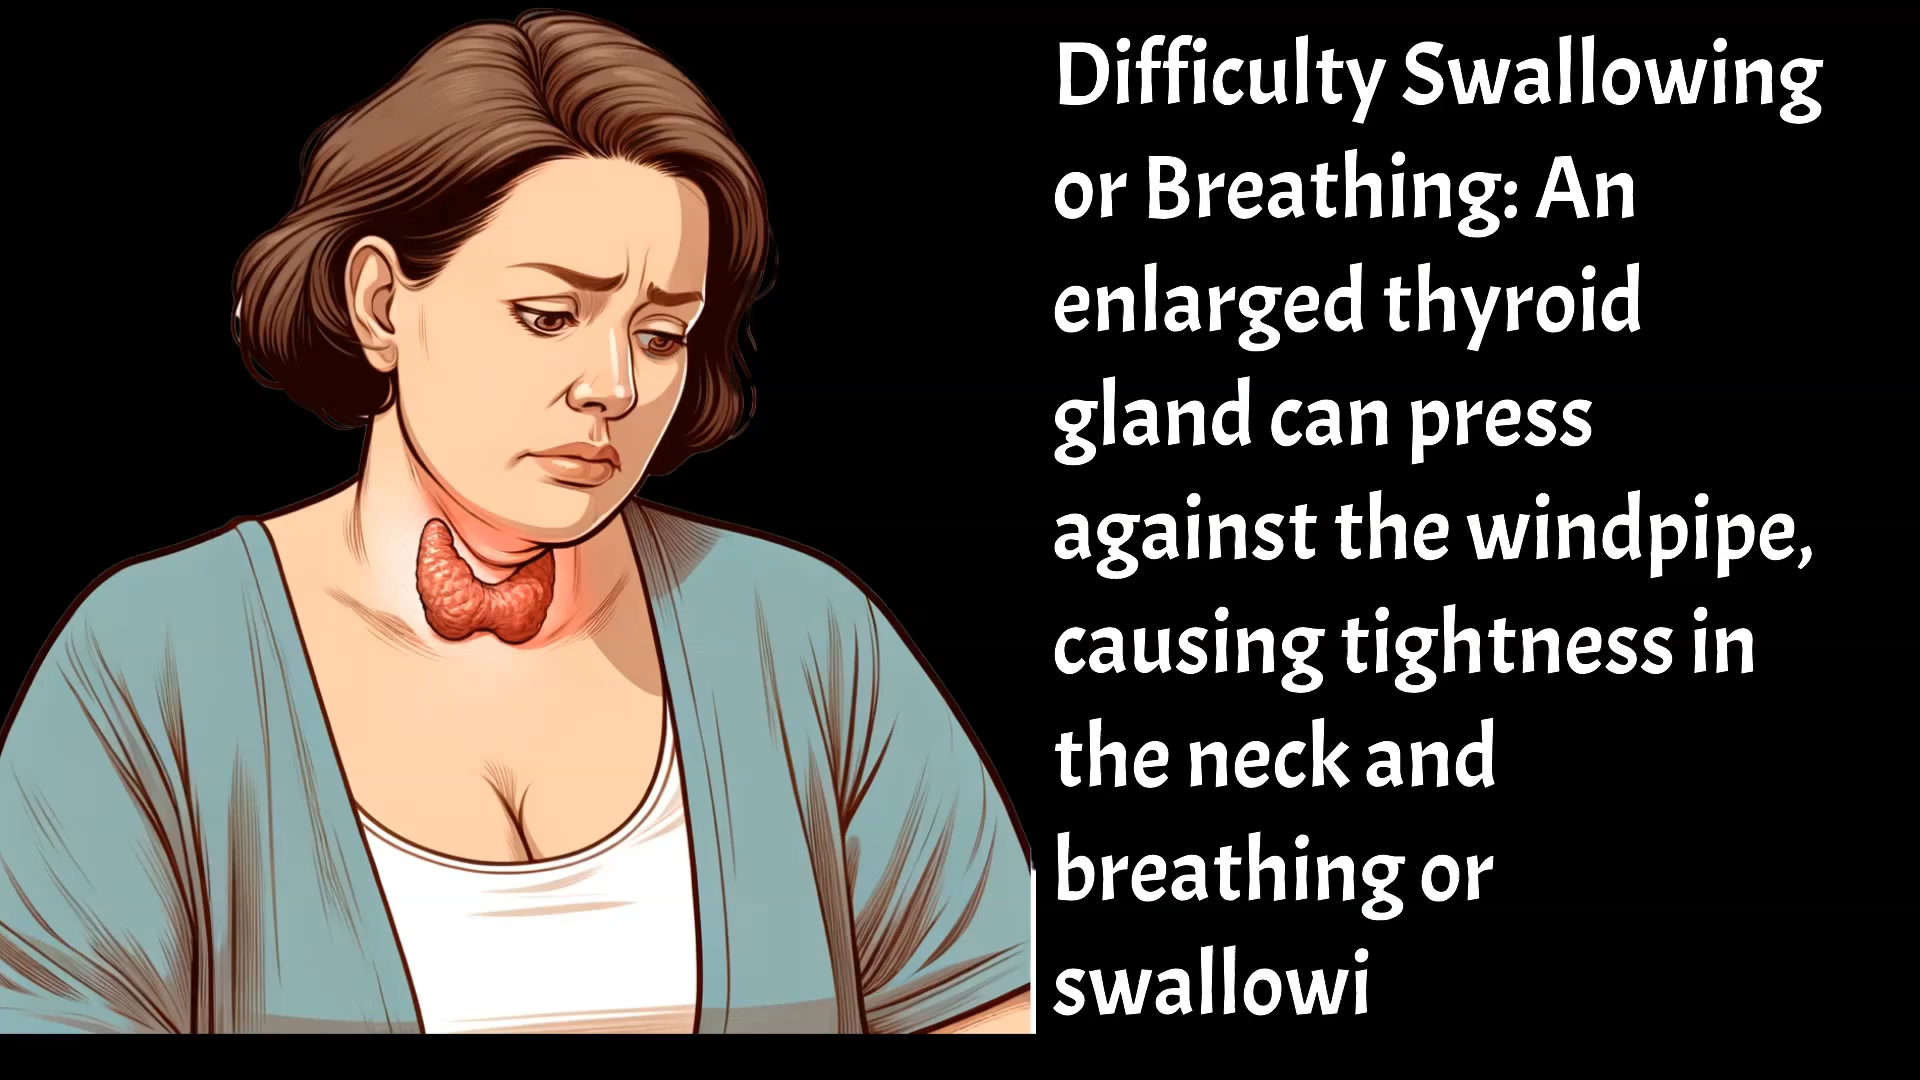 Difficulty Swallowing
or Breathing: An
enlarged thyroid
gland can press
against the windpipe,
causing tightness in
the neck and
breathing or
swallowi